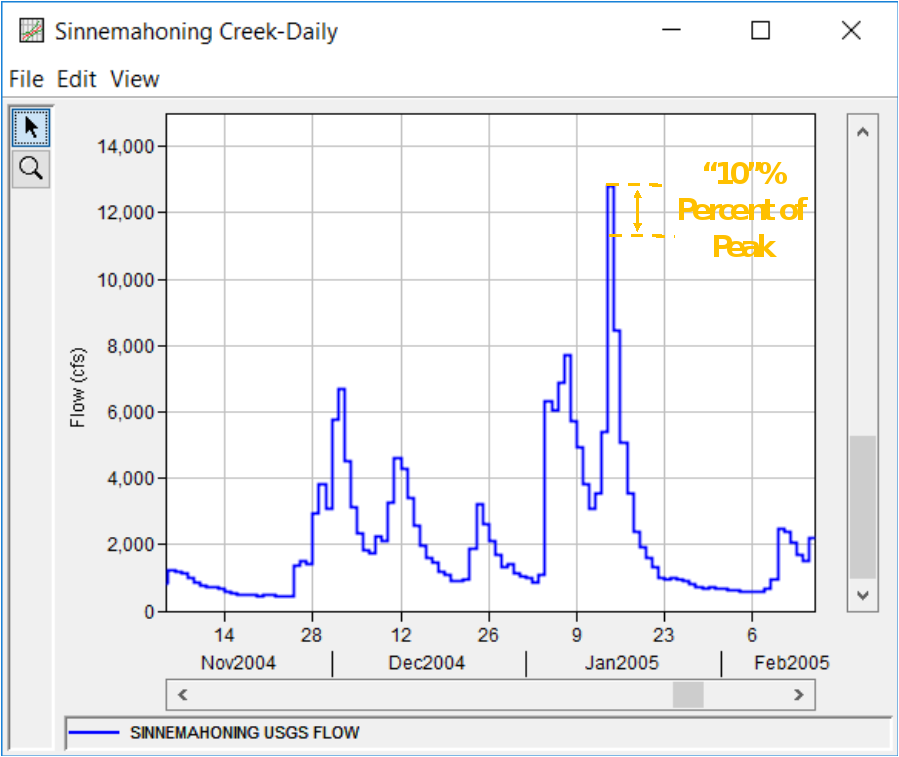 Sinnemahoning Creek-Daily
File Edit View
14,000
12,000
10,000
8,000
6,000
4,000
2,000
0
Flow (cfs)
“10”%
Percent of
Peak
14 28 12 26 9 23 6
Nov2004 Dec2004 Jan2005 Feb2005
SINNEMAHONING USGS FLOW